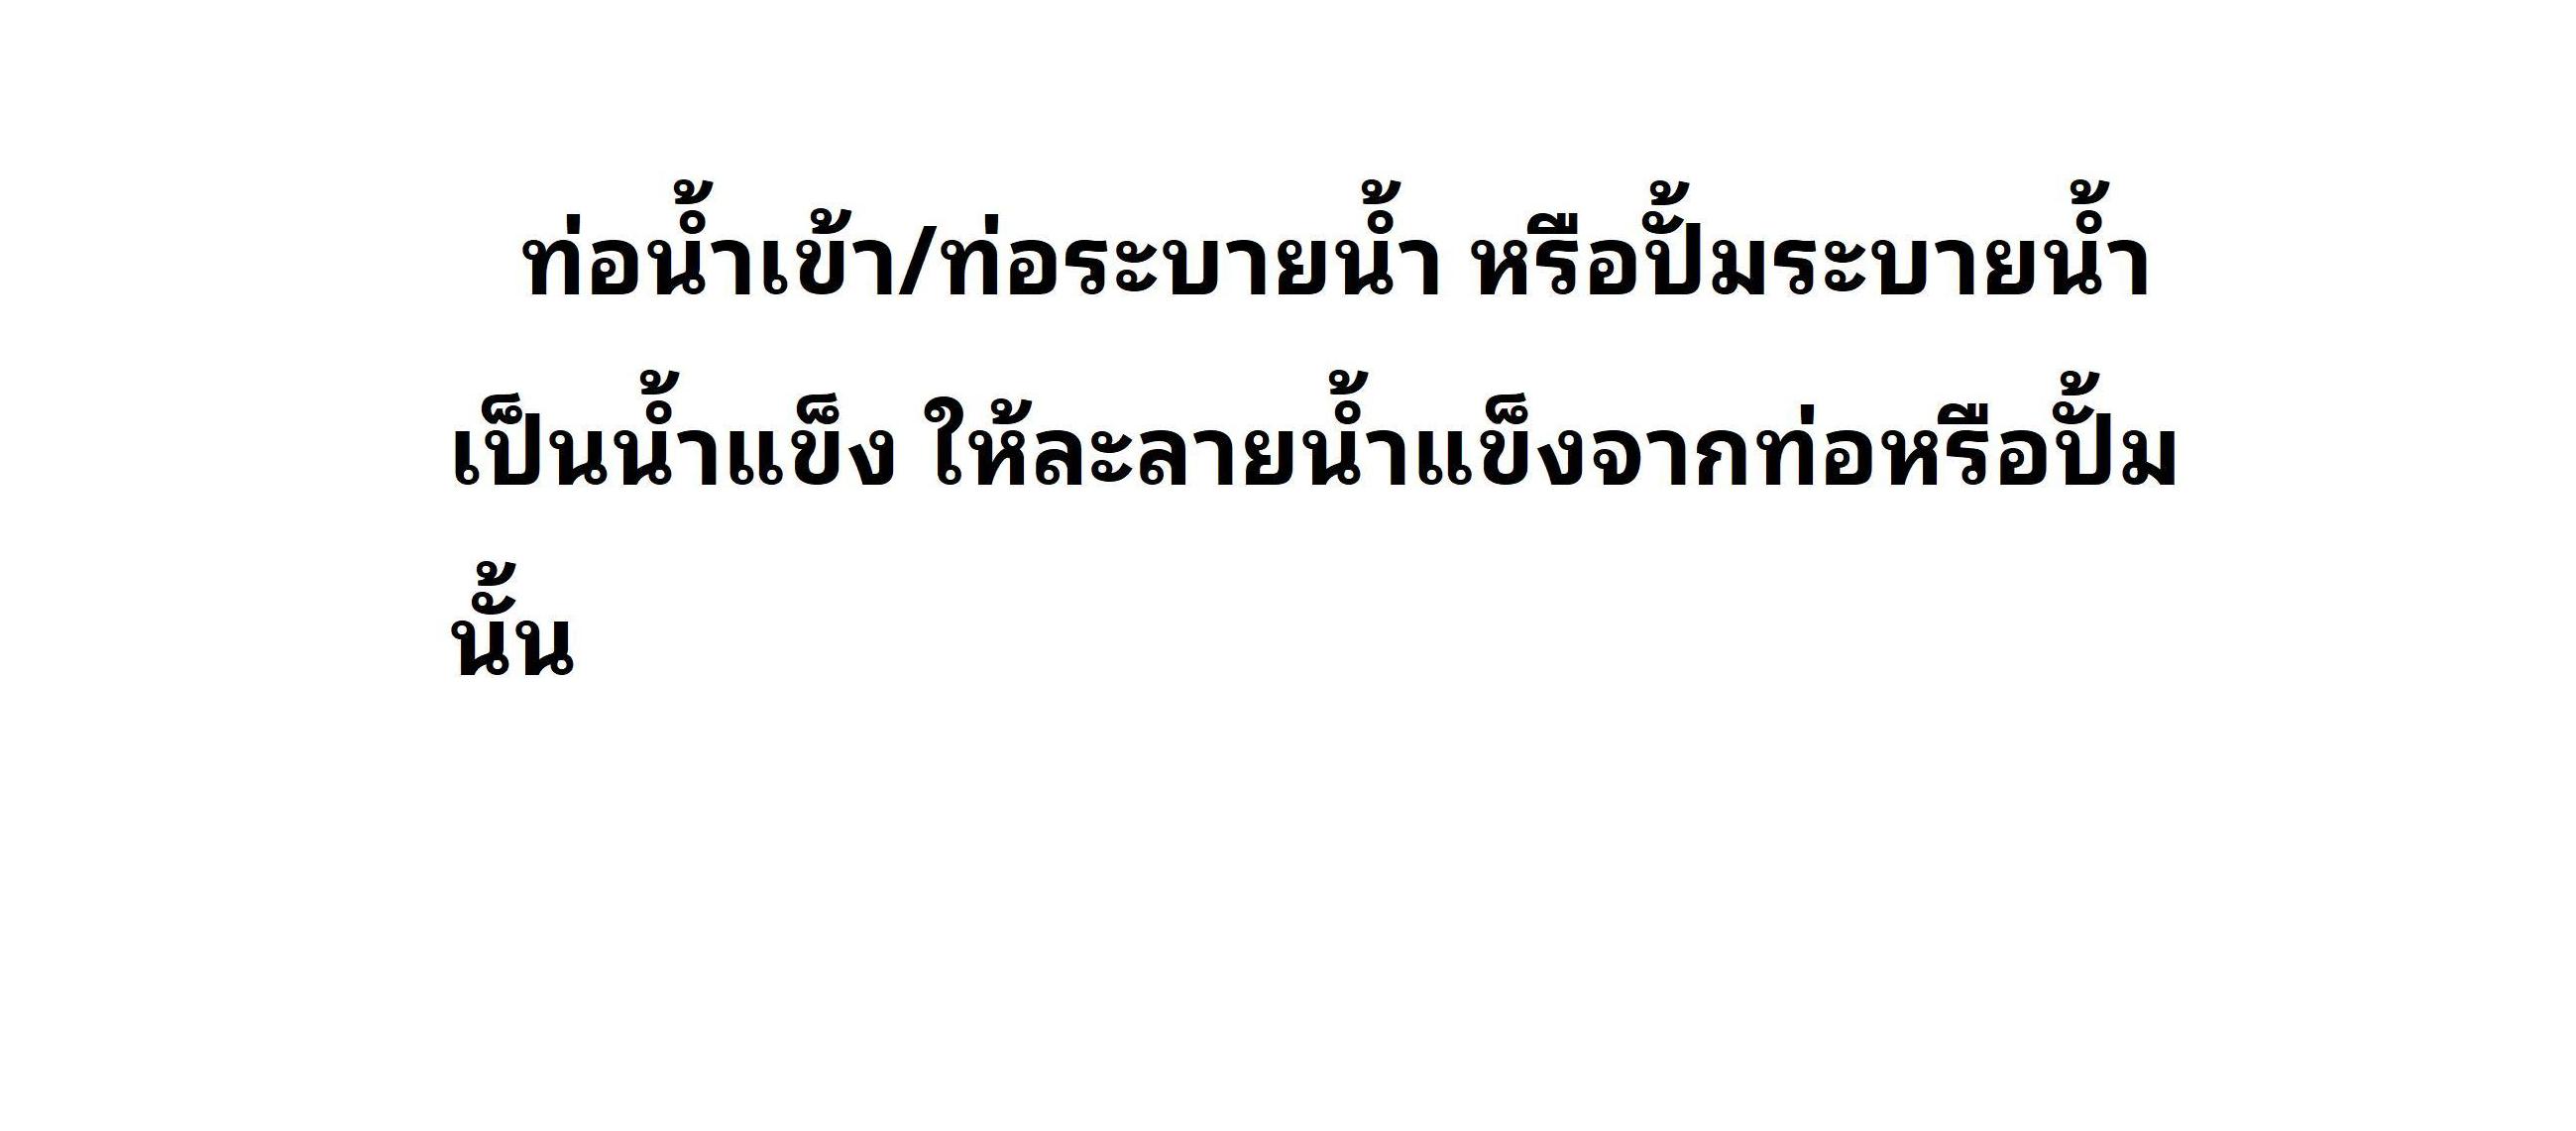 ท่อน้ำเข้า/ท่อระบายน้ำ หรือปั้มระบายน้ำ
เป็นน้ำแข็ง ให้ละลายน้ำแข็งจากท่อหรือปั้ม
นั้น